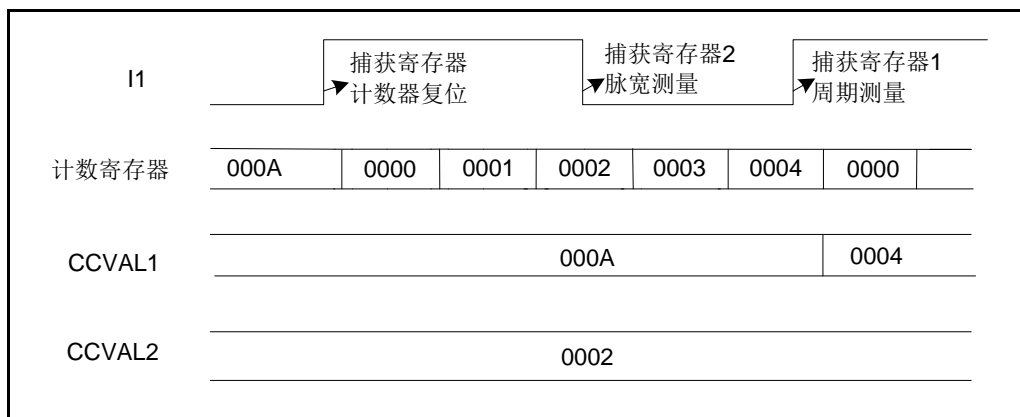 I1
捕获寄存器
计数器复位
捕获寄存器2
脉宽测量
捕获寄存器1
周期测量
计数寄存器 000A 0000 0001 0002 0003 0004 0000
CCVAL1 000A 0004
CCVAL2 0002